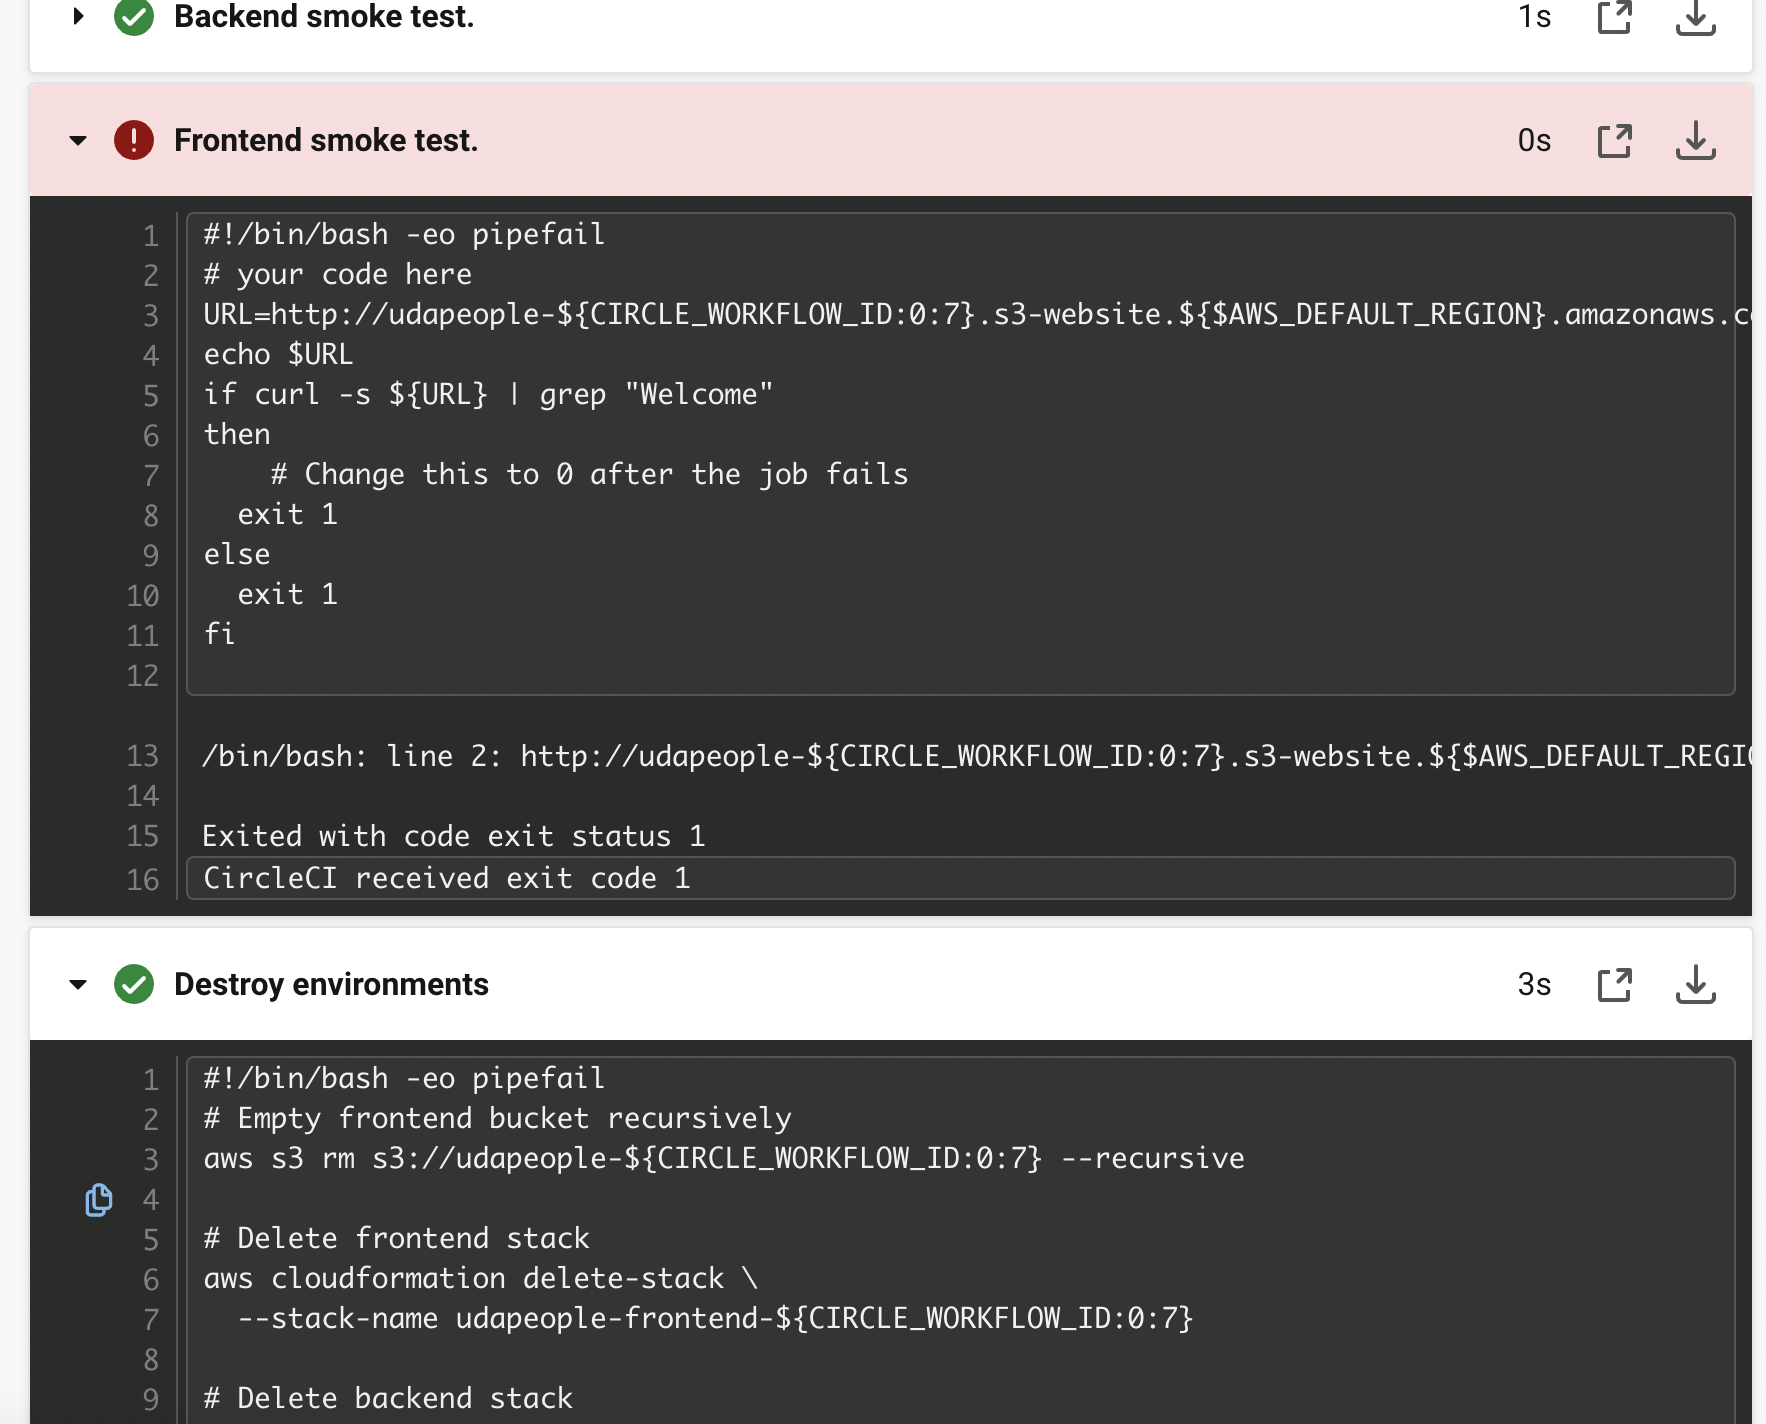 Backend smoke test.
1s
Frontend smoke test.
0s
1 #!/bin/bash -eo pipefail
2 # your code here
3 URL=http://udapeople-${CIRCLE_WORKFLOW_ID:0:7}.s3-website.${$AWS_DEFAULT_REGION}.amazonaws.c
4 echo $URL
5 if curl -s ${URL} | grep "Welcome"
6 then
7     # Change this to 0 after the job fails
8   exit 1
9 else
10   exit 1
11 fi
12
13 /bin/bash: line 2: http://udapeople-${CIRCLE_WORKFLOW_ID:0:7}.s3-website.${$AWS_DEFAULT_REGI
14
15 Exited with code exit status 1
16 CircleCI received exit code 1
Destroy environments
3s
1 #!/bin/bash -eo pipefail
2 # Empty frontend bucket recursively
3 aws s3 rm s3://udapeople-${CIRCLE_WORKFLOW_ID:0:7} --recursive
4
5 # Delete frontend stack
6 aws cloudformation delete-stack \
7   --stack-name udapeople-frontend-${CIRCLE_WORKFLOW_ID:0:7}
8
9 # Delete backend stack